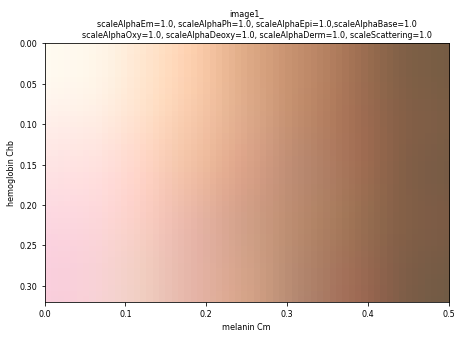 image1_
scaleAlphaEm=1.0, scaleAlphaPh=1.0, scaleAlphaEpi=1.0,scaleAlphaBase=1.0
scaleAlphaOxy=1.0, scaleAlphaDeoxy=1.0, scaleAlphaDerm=1.0, scaleScattering=1.0
0.00
0.05
0.10
0.15
0.20
0.25
0.30
hemoglobin Chb
0.0 0.1 0.2 0.3 0.4 0.5
melanin Cm